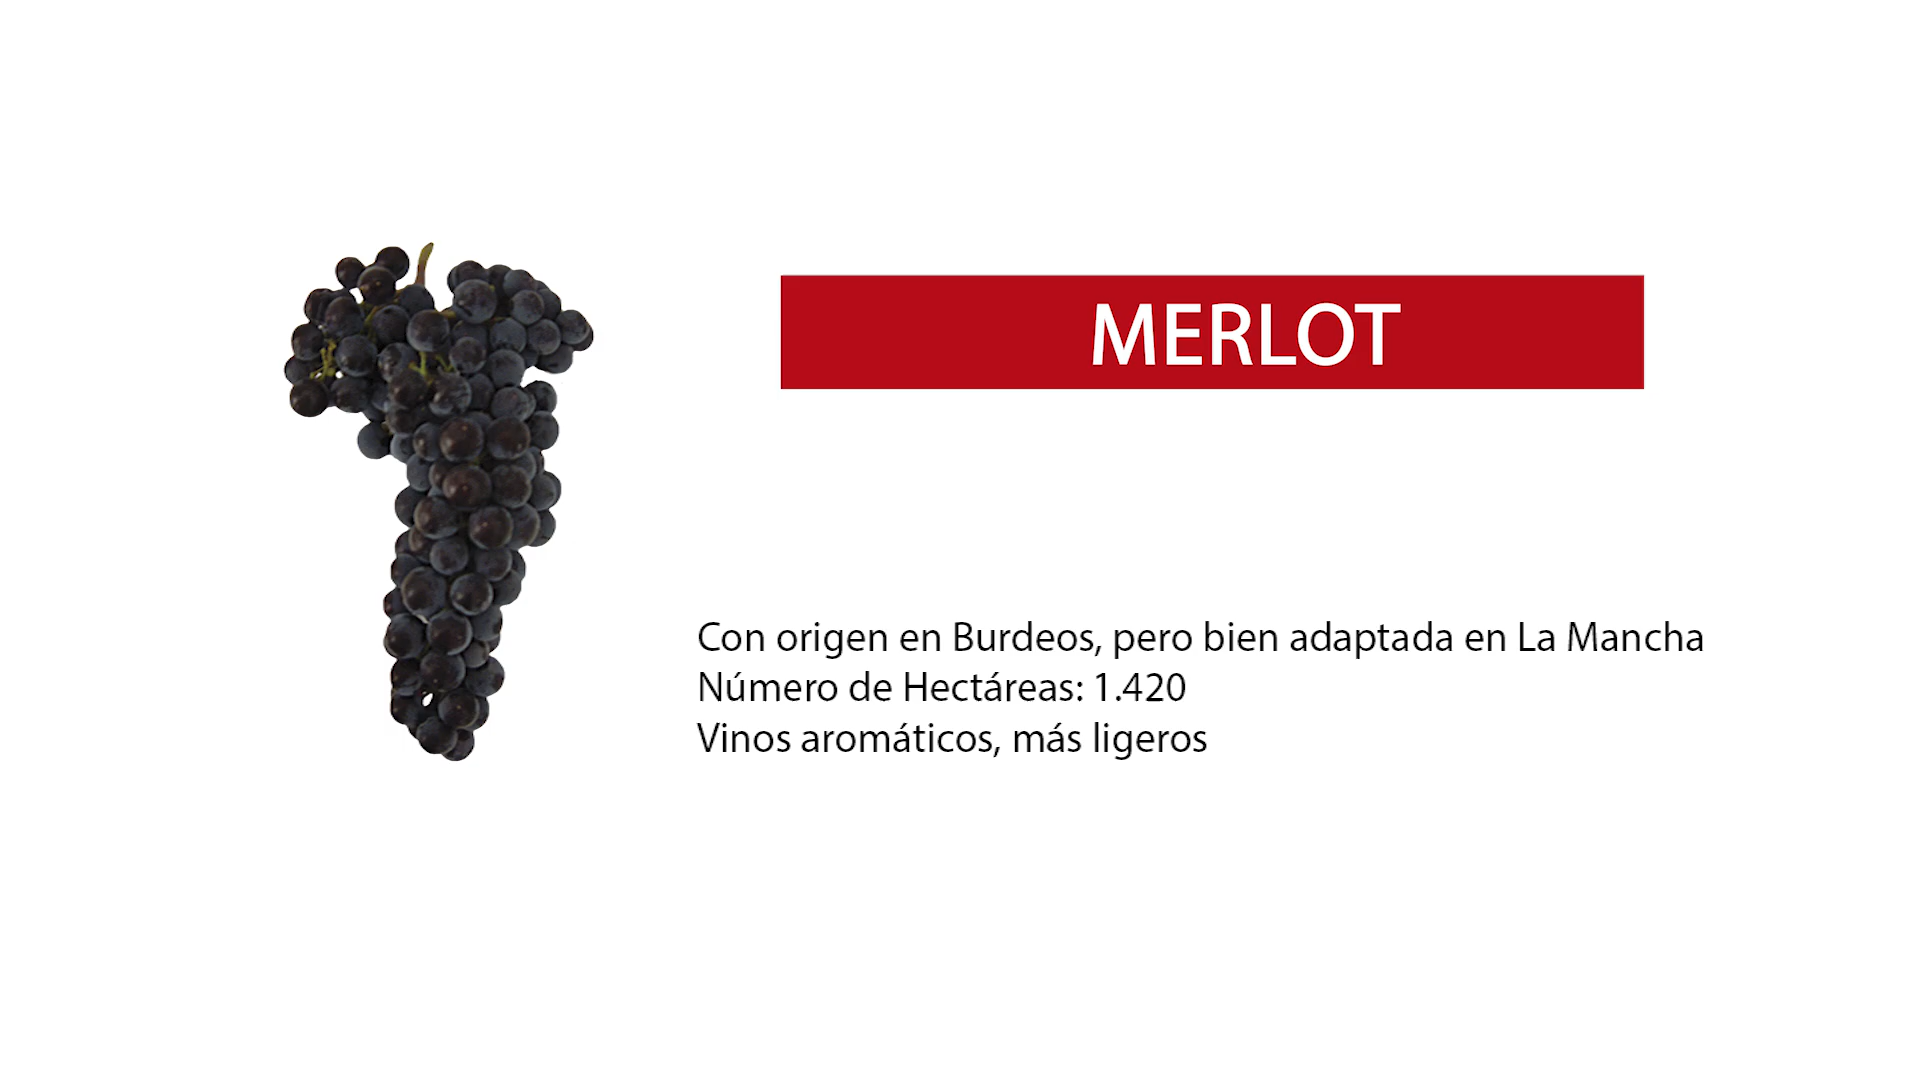 MERLOT
Con origen en Burdeos, pero bien adaptada en La Mancha
Número de Hectáreas: 1.420
Vinos aromáticos, más ligeros